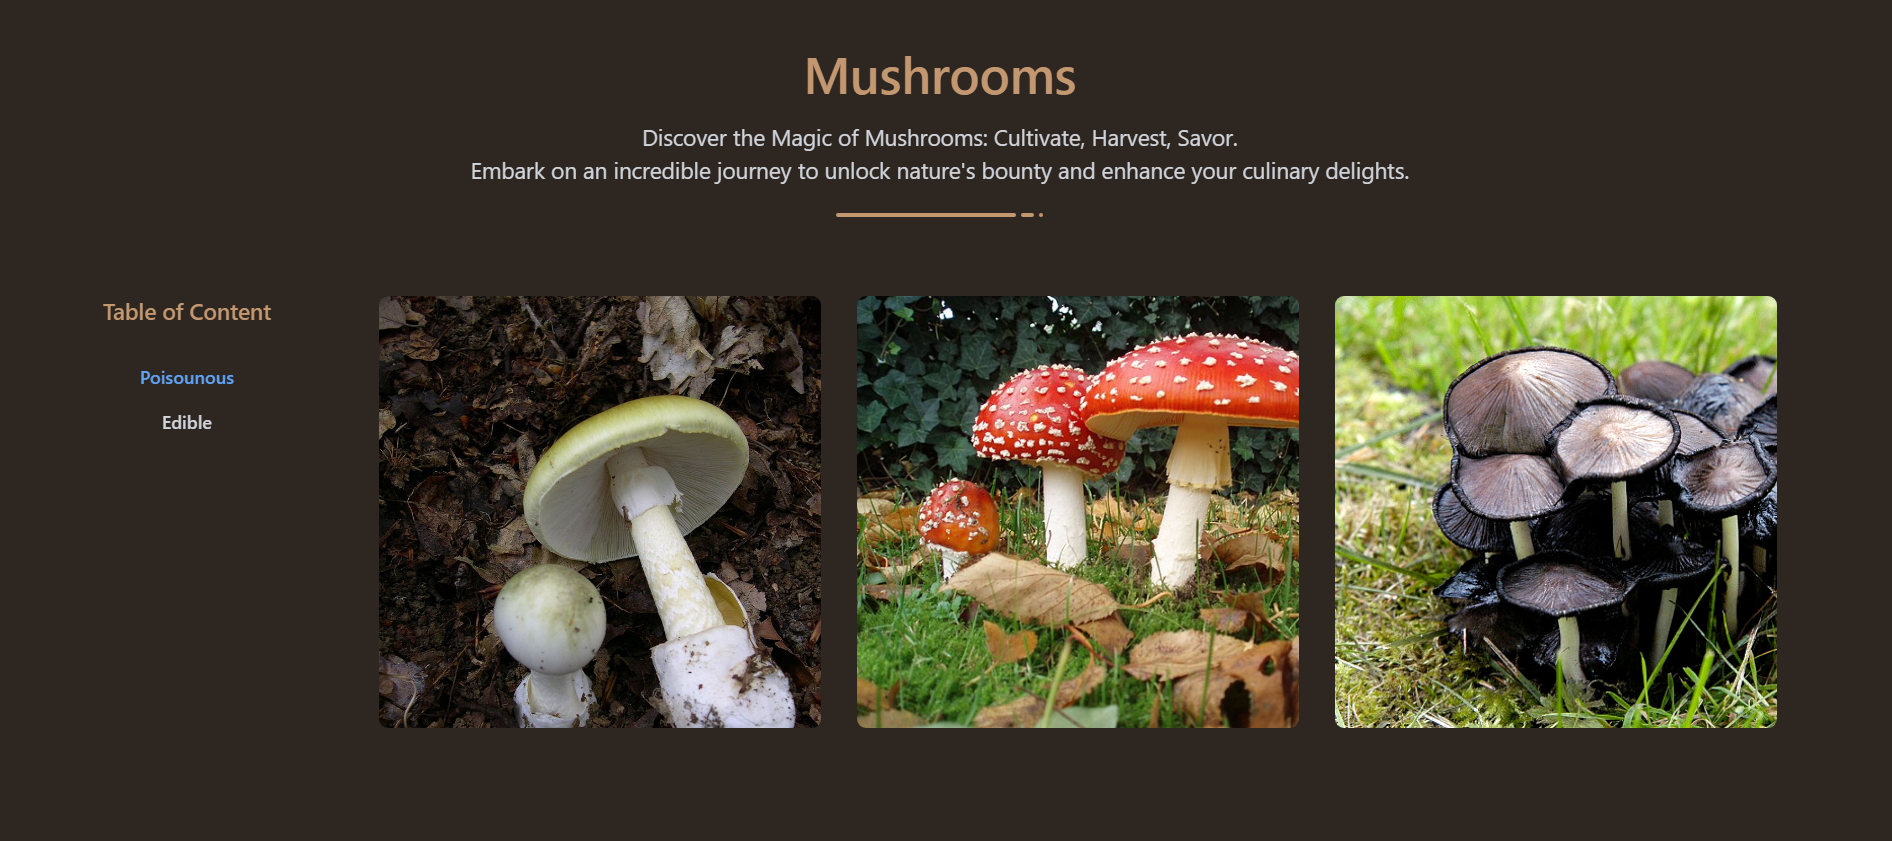 Mushrooms
Discover the Magic of Mushrooms: Cultivate, Harvest, Savor.
Embark on an incredible journey to unlock nature's bounty and enhance your culinary delights.
Table of Content
Poisounous
Edible